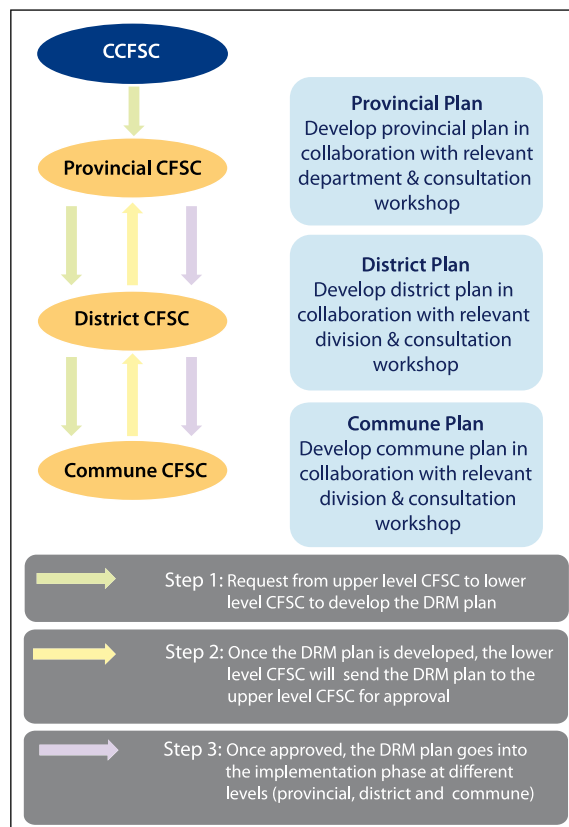 CCFSC
Provincial CFSC
District CFSC
Commune CFSC
Provincial Plan
Develop provincial plan in
collaboration with relevant
department & consultation
workshop
District Plan
Develop district plan in
collaboration with relevant
division & consultation
workshop
Commune Plan
Develop commune plan in
collaboration with relevant
division & consultation
workshop
Step 1: Request from upper level CFSC to lower
level CFSC to develop the DRM plan
Step 2: Once the DRM plan is developed, the lower
level CFSC will send the DRM plan to the
upper level CFSC for approval
Step 3: Once approved, the DRM plan goes into
the implementation phase at different
levels (provincial, district and commune)